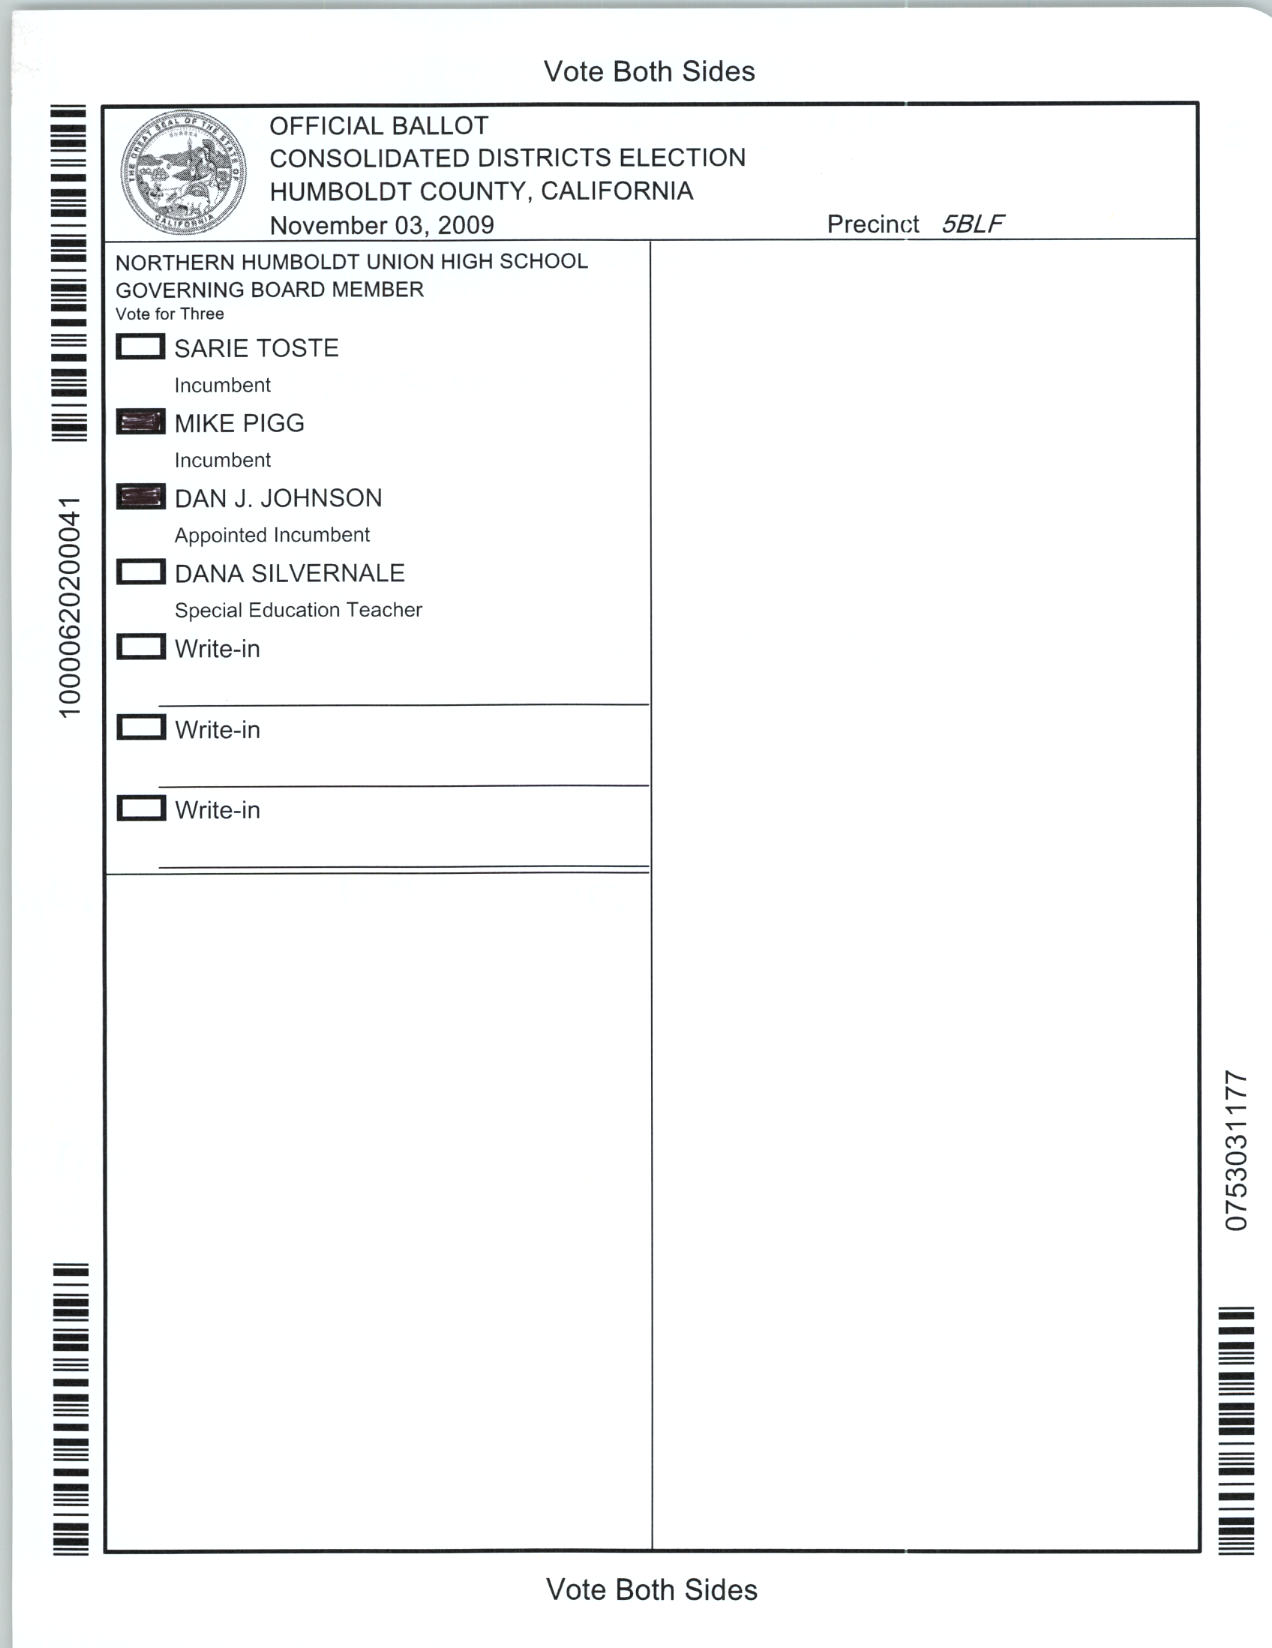 Vote Both Sides
THE GREAT SEAL OF THE STATE OF CALIFORNIA
EUREKA
OFFICIAL BALLOT
CONSOLIDATED DISTRICTS ELECTION
HUMBOLDT COUNTY, CALIFORNIA
November 03, 2009
Precinct 5BLF
NORTHERN HUMBOLDT UNION HIGH SCHOOL
GOVERNING BOARD MEMBER
Vote for Three
SARIE TOSTE
Incumbent
MIKE PIGG
Incumbent
DAN J. JOHNSON
Appointed Incumbent
DANA SILVERNALE
Special Education Teacher
Write-in
Write-in
Write-in
10000620200041
0753031177
Vote Both Sides